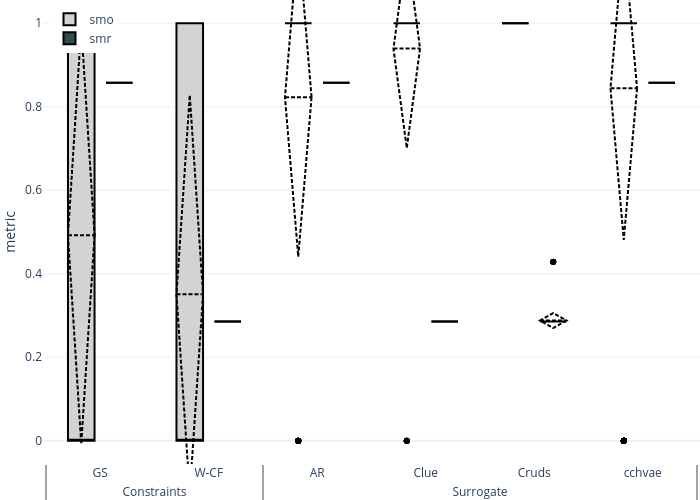 smo
smr
metric
1
0.8
0.6
0.4
0.2
0
GS W-CF AR Clue Cruds cchvae
Constraints Surrogate